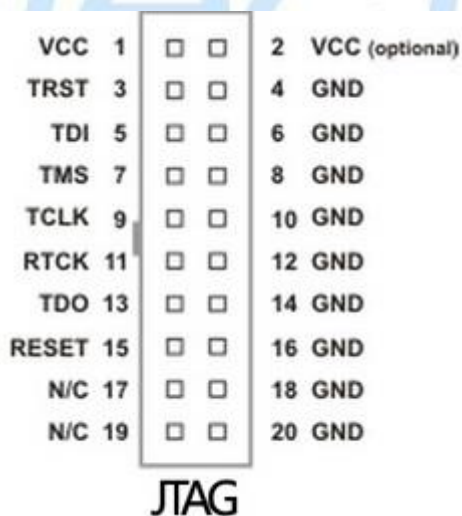 VCC 1 2 VCC (optional)
TRST 3 4 GND
TDI 5 6 GND
TMS 7 8 GND
TCLK 9 10 GND
RTCK 11 12 GND
TDO 13 14 GND
RESET 15 16 GND
N/C 17 18 GND
N/C 19 20 GND
JTAG